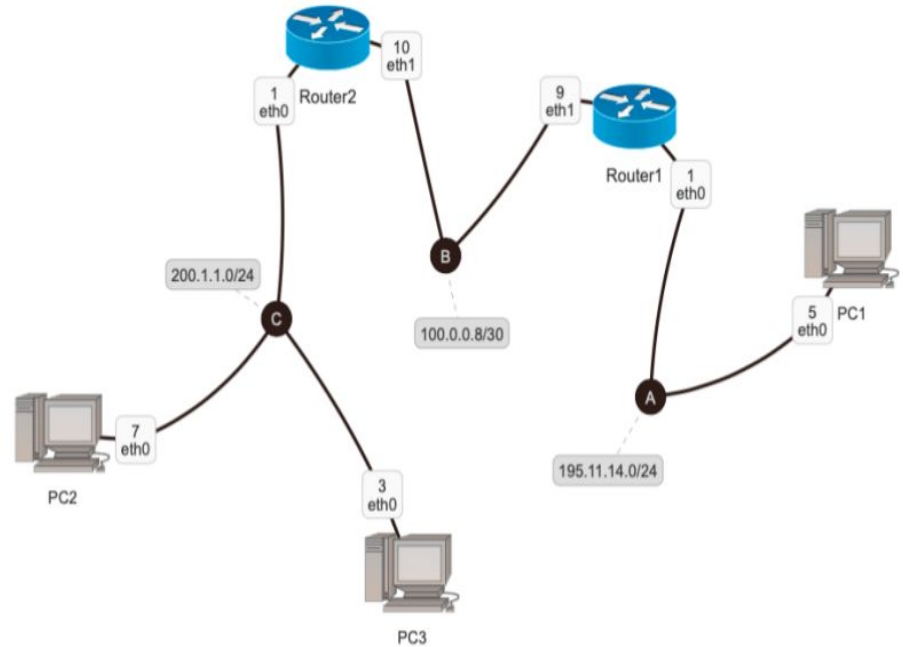 10
eth1
1
eth0
Router2
9
eth1
Router1
1
eth0
200.1.1.0/24
B
C
100.0.0.8/30
5
eth0
PC1
A
7
eth0
195.11.14.0/24
PC2
3
eth0
PC3